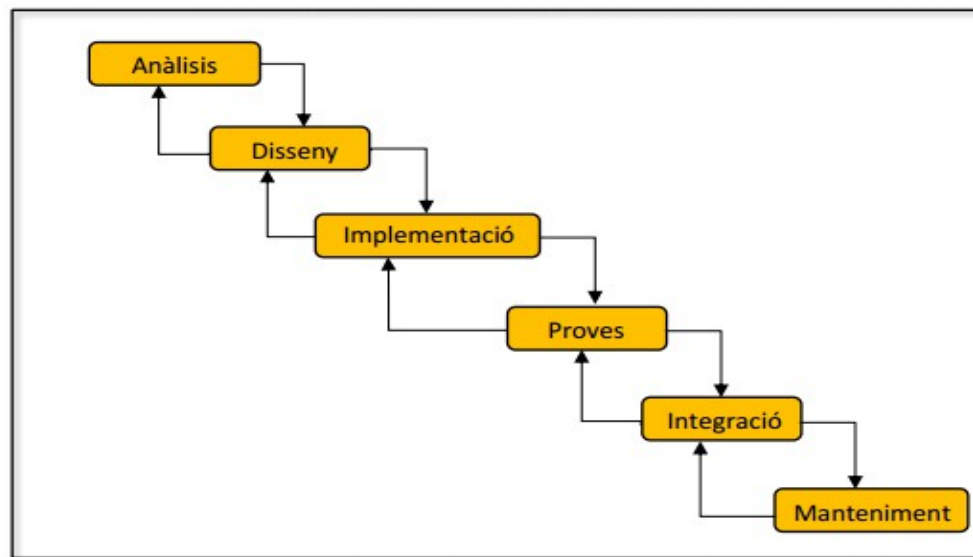 Anàlisis
Disseny
Implementació
Proves
Integració
Manteniment